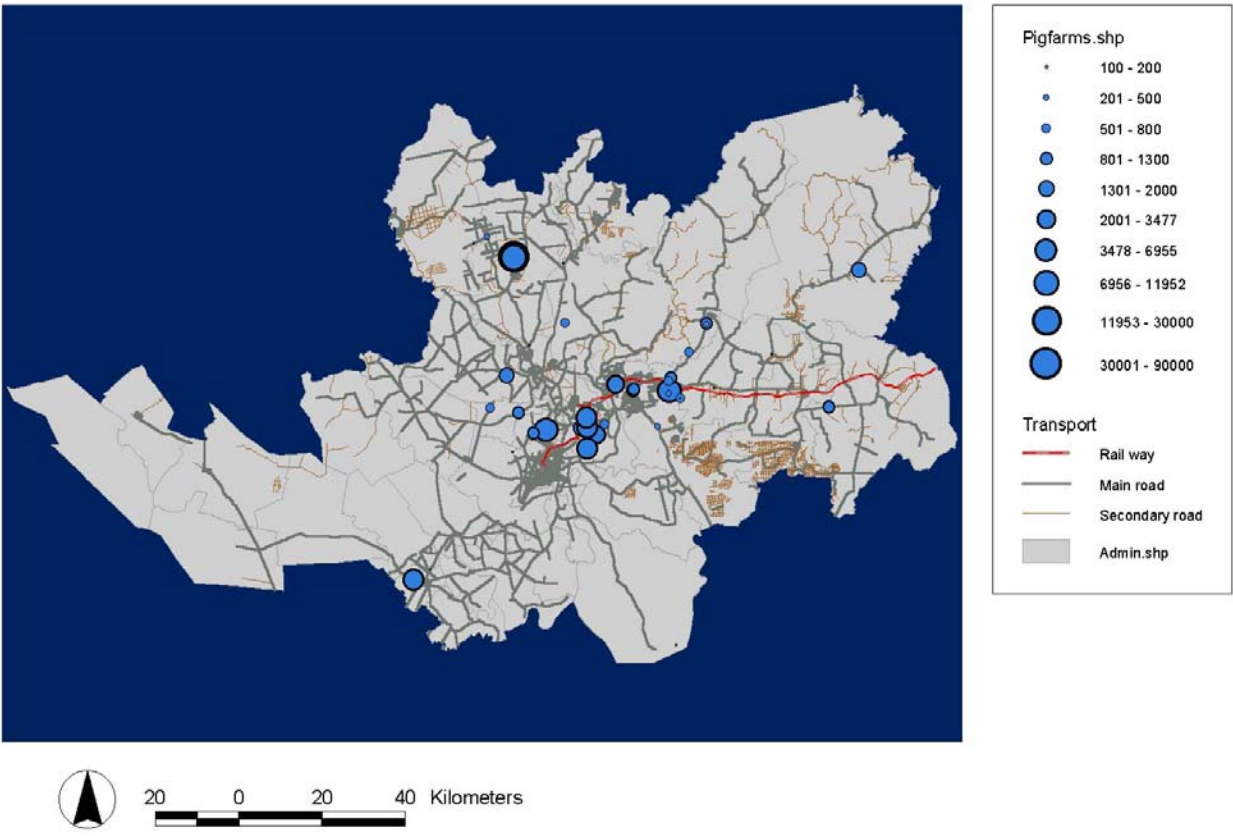 Pigfarms.shp
100 - 200
201 - 500
501 - 800
801 - 1300
1301 - 2000
2001 - 3477
3478 - 6955
6956 - 11952
11953 - 30000
30001 - 90000
Transport
Rail way
Main road
Secondary road
Admin.shp
20 0 20 40 Kilometers